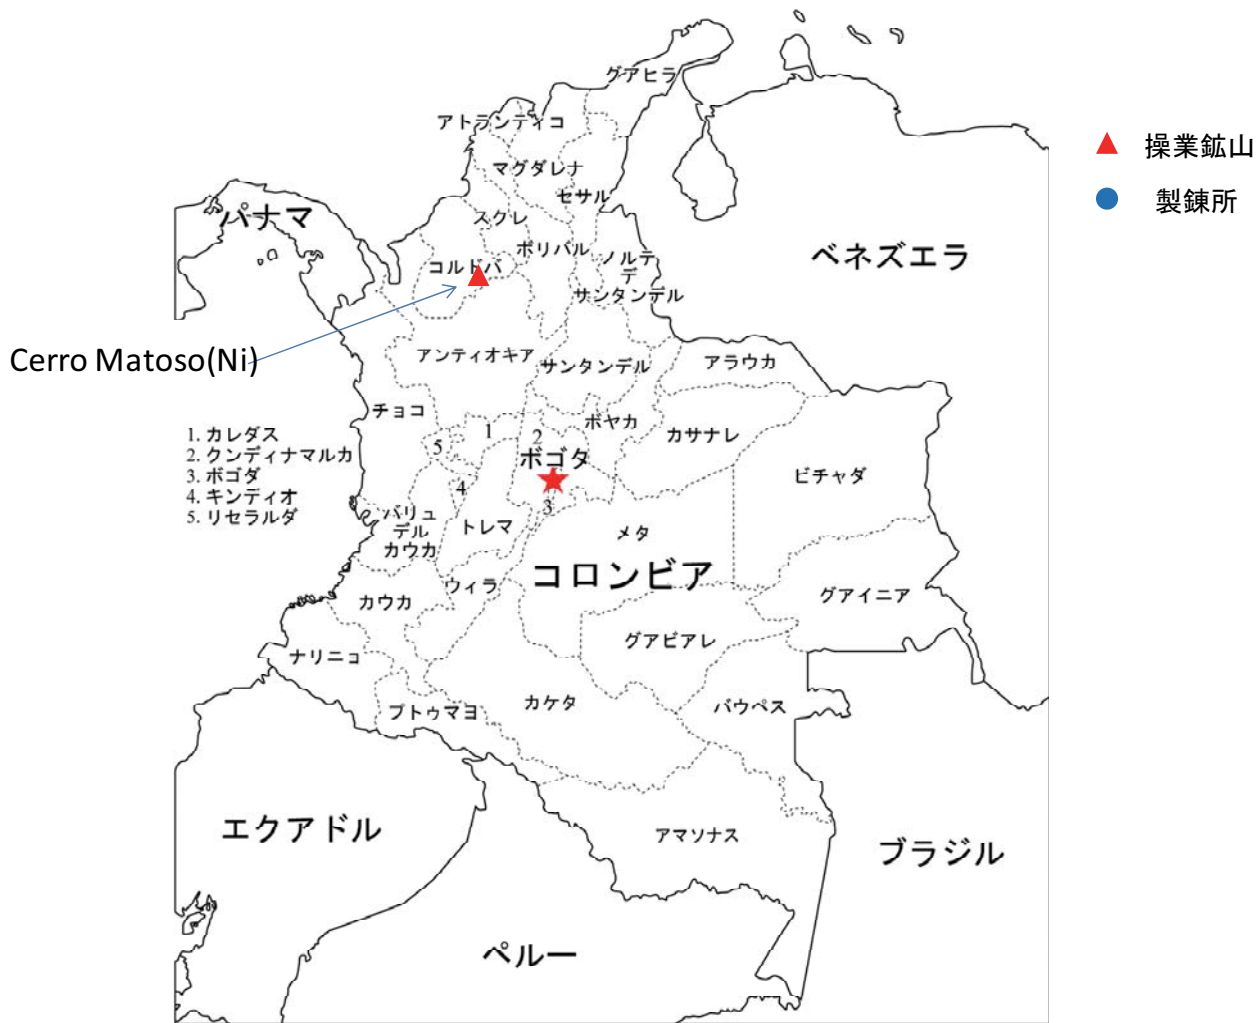 グアヒラ
アトランティコ
マグダレナ
セサル
スクレ
ボリバル
コルドバ
ノルテ
デ
サンタンデル
パナマ
ベネズエラ
操業鉱山
製錬所
Cerro Matoso(Ni)
アンティオキア
サンタンデル
アラウカ
チョコ
ボヤカ
カサナレ
ビチャダ
1. カレダス
2. クンディナマルカ
3. ボゴダ
4. キンディオ
5. リセラルダ
1
2
5
ボゴタ
4
3
バリュ
デル
カウカ
トレマ
メタ
コロンビア
ウィラ
カウカ
グアイニア
グアビアレ
ナリニョ
カケタ
バウペス
プトゥマヨ
エクアドル
アマソナス
ブラジル
ペルー